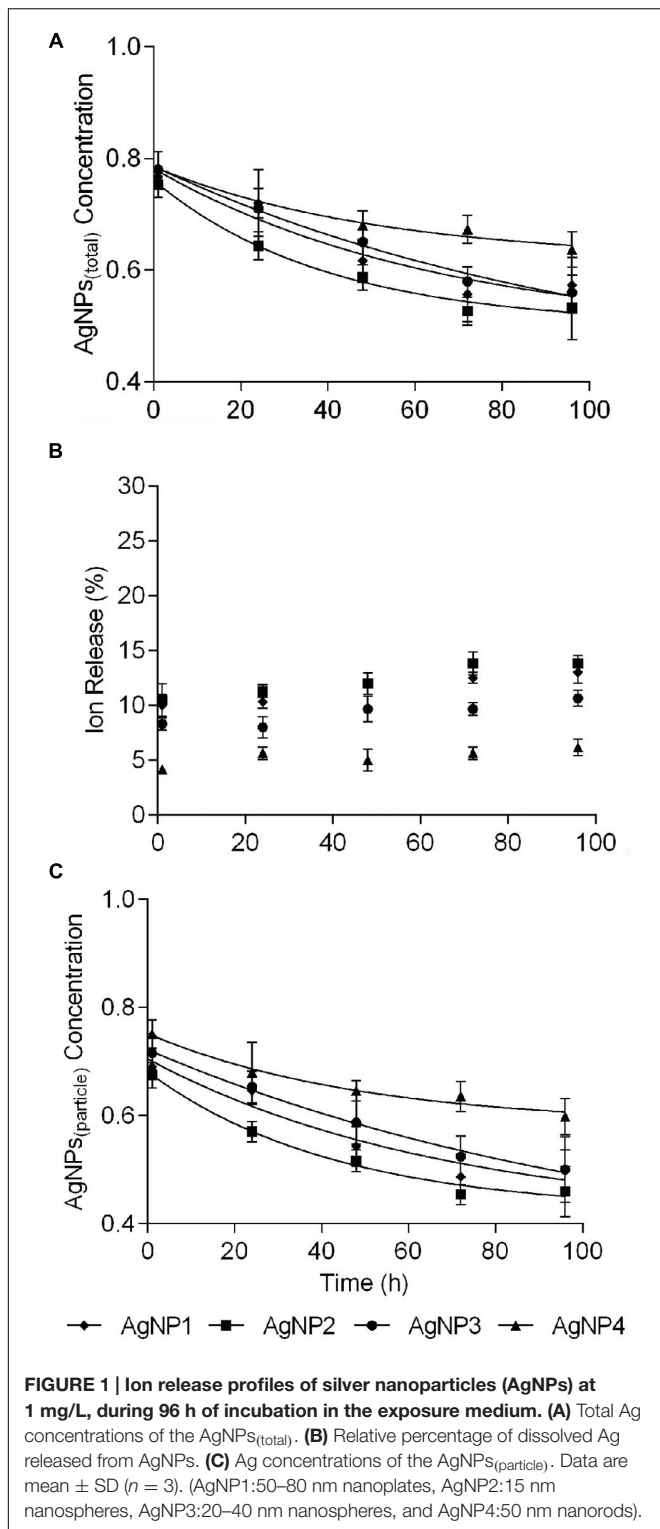 A
1.0
0.8
0.6
0.4
AgNPs(total) Concentration
0 20 40 60 80 100
B
30
25
20
15
10
5
0
Ion Release (%)
0 20 40 60 80 100
C
1.0
0.8
0.6
0.4
AgNPs(particle) Concentration
0 20 40 60 80 100
Time (h)
AgNP1 AgNP2 AgNP3 AgNP4
FIGURE 1 | Ion release profiles of silver nanoparticles (AgNPs) at
1 mg/L, during 96 h of incubation in the exposure medium. (A) Total Ag
concentrations of the AgNPs(total). (B) Relative percentage of dissolved Ag
released from AgNPs. (C) Ag concentrations of the AgNPs(particle). Data are
mean ± SD (n = 3). (AgNP1:50–80 nm nanoplates, AgNP2:15 nm
nanospheres, AgNP3:20–40 nm nanospheres, and AgNP4:50 nm nanorods).